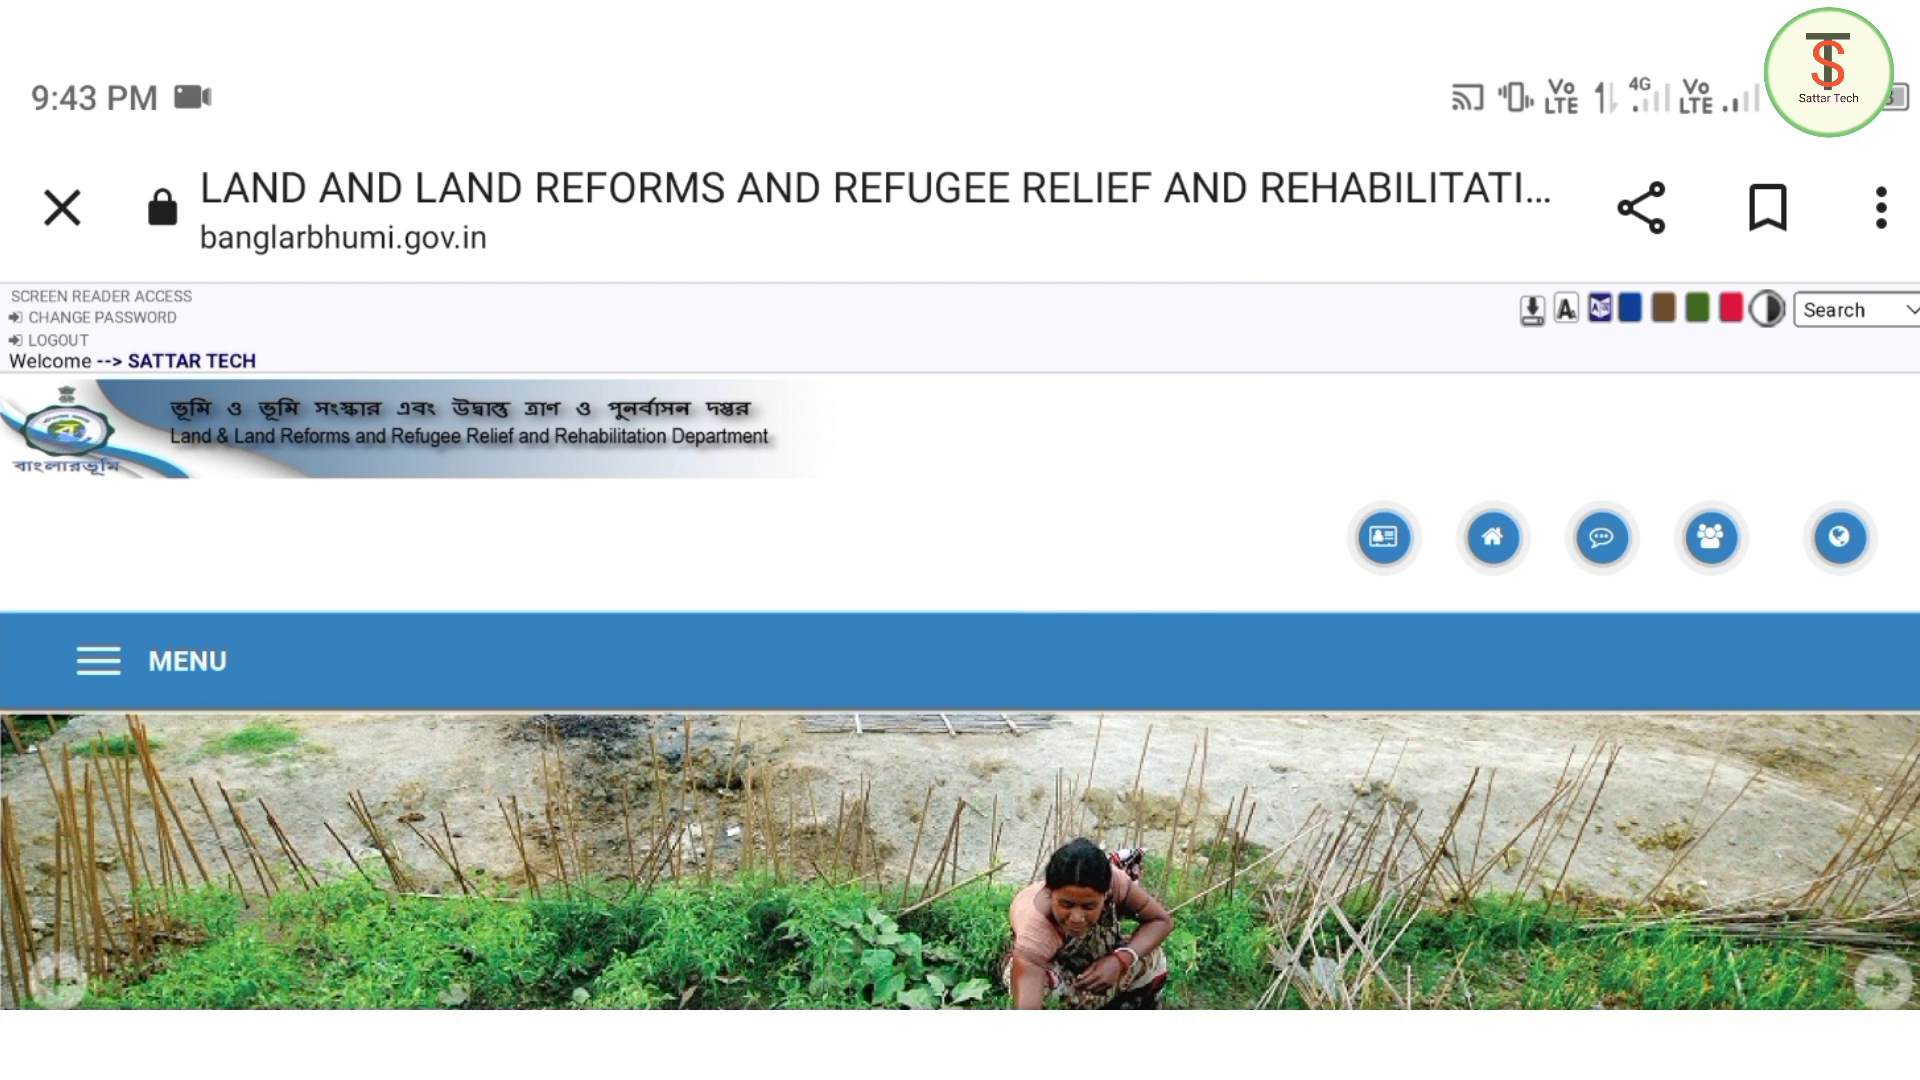 9:43 PM
Vo LTE 4G Vo LTE
Sattar Tech
LAND AND LAND REFORMS AND REFUGEE RELIEF AND REHABILITATI...
banglarbhumi.gov.in
SCREEN READER ACCESS
CHANGE PASSWORD
LOGOUT
Welcome --> SATTAR TECH
Search
ভূমি ও ভূমি সংস্কার এবং উদ্বাস্তু ত্রাণ ও পুনর্বাসন দপ্তর
Land & Land Reforms and Refugee Relief and Rehabilitation Department
বাংলারভূমি
MENU